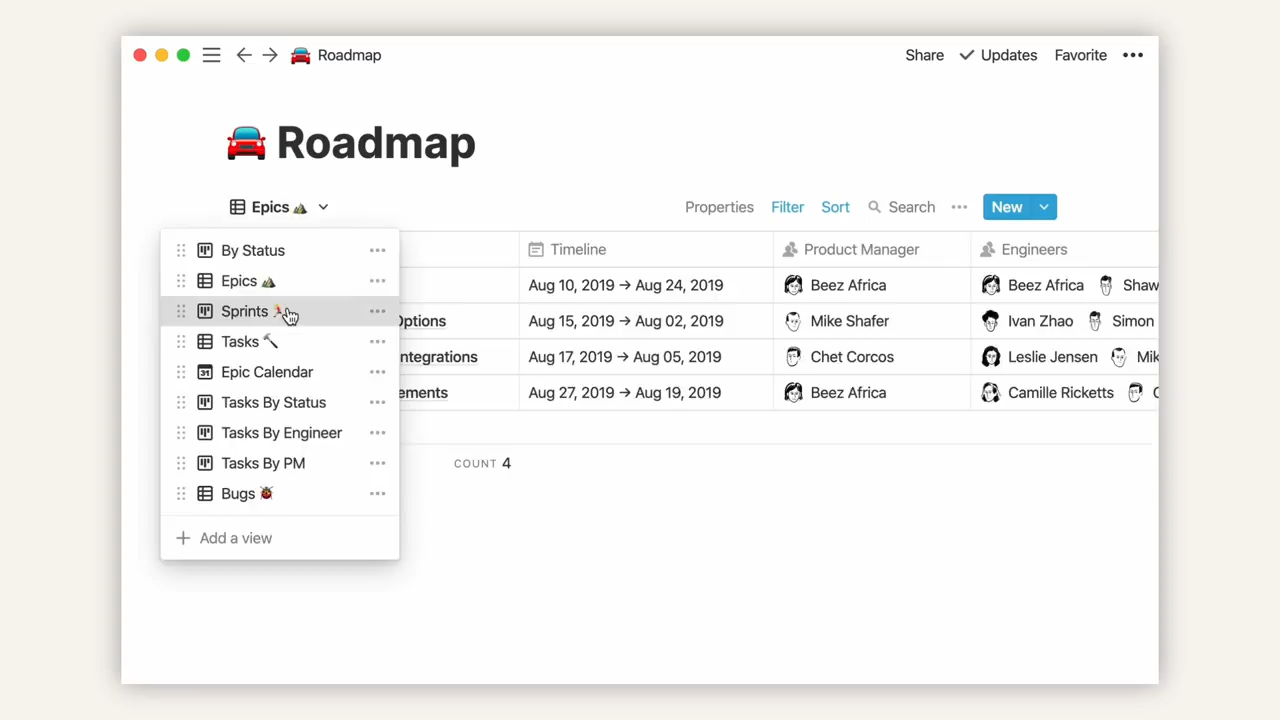 Roadmap
Share Updates Favorite
Roadmap
Epics
Properties Filter Sort Search New
Timeline Product Manager Engineers
By Status
Epics
Sprints
Tasks
31 Epic Calendar
Tasks By Status
Tasks By Engineer
Tasks By PM
Bugs
Add a view
Aug 10, 2019 → Aug 24, 2019 Beez Africa Beez Africa Shaw
Options Aug 15, 2019 → Aug 02, 2019 Mike Shafer Ivan Zhao Simon
ntegrations Aug 17, 2019 → Aug 05, 2019 Chet Corcos Leslie Jensen Mik
ements Aug 27, 2019 → Aug 19, 2019 Beez Africa Camille Ricketts
COUNT 4